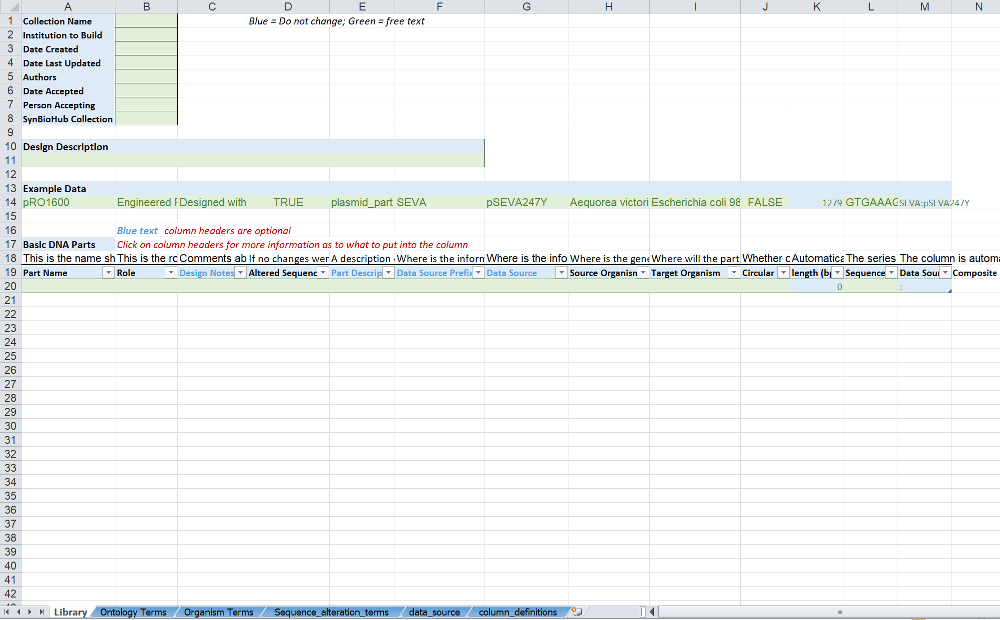 A B C D E F G H I J K L M N
1 Collection Name Blue = Do not change; Green = free text
2 Institution to Build
3 Date Created
4 Date Last Updated
5 Authors
6 Date Accepted
7 Person Accepting
8 SynBioHub Collection
9
10 Design Description
11
12
13 Example Data
14 pRO1600 Engineered Designed with TRUE plasmid_part SEVA pSEVA247Y Aequorea victori Escherichia coli 98 FALSE 1279 GTGAAAG SEVA:pSEVA247Y
15
16 Blue text column headers are optional
17 Basic DNA Parts Click on column headers for more information as to what to put into the column
18 This is the name sh This is the ro Comments ab If no changes wer A description Where is the inform Where is the info Where is the gene Where will the part Whether c Automatica The series The column is automa
19 Part Name Role Design Notes Altered Sequenc Part Descrip Data Source Prefix Data Source Source Organism Target Organism Circular length (bp Sequence Data Sou Composite
20 0 :
21
22
23
24
25
26
27
28
29
30
31
32
33
34
35
36
37
38
39
40
41
42
Library Ontology Terms Organism Terms Sequence_alteration_terms data_source column_definitions